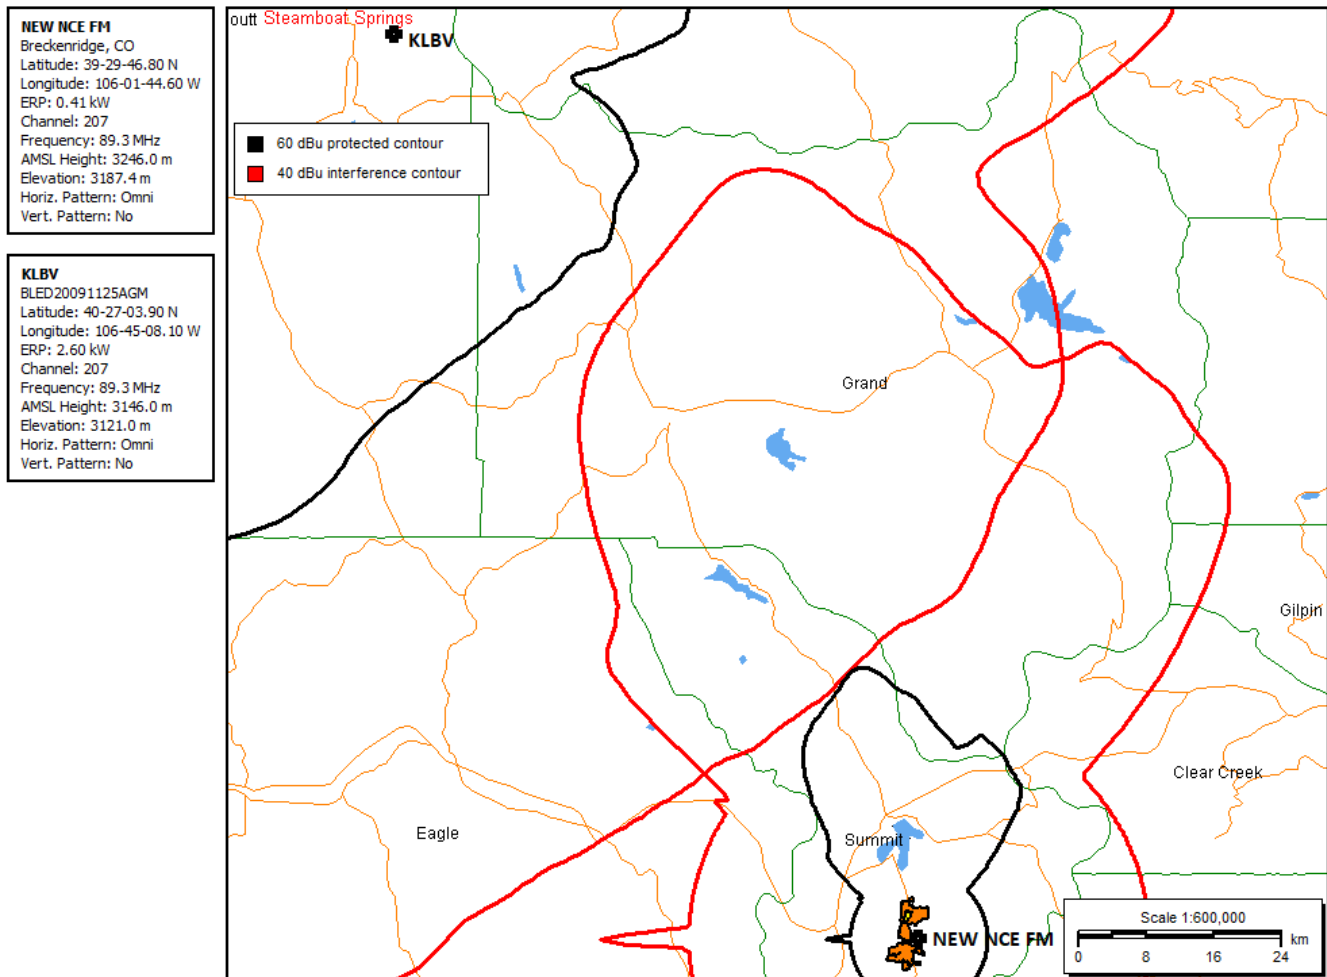 NEW NCE FM
Breckenridge, CO
Latitude: 39-29-46.80 N
Longitude: 106-01-44.60 W
ERP: 0.41 kW
Channel: 207
Frequency: 89.3 MHz
AMSL Height: 3246.0 m
Elevation: 3187.4 m
Horiz. Pattern: Omni
Vert. Pattern: No
KLBV
BLED20091125AGM
Latitude: 40-27-03.90 N
Longitude: 106-45-08.10 W
ERP: 2.60 kW
Channel: 207
Frequency: 89.3 MHz
AMSL Height: 3146.0 m
Elevation: 3121.0 m
Horiz. Pattern: Omni
Vert. Pattern: No
outt Steamboat Springs
KLBV
60 dBu protected contour
40 dBu interference contour
Grand
Gilpin
Clear Creek
Eagle
Summit
NEW NCE FM
Scale 1:600,000
0 8 16 24 km